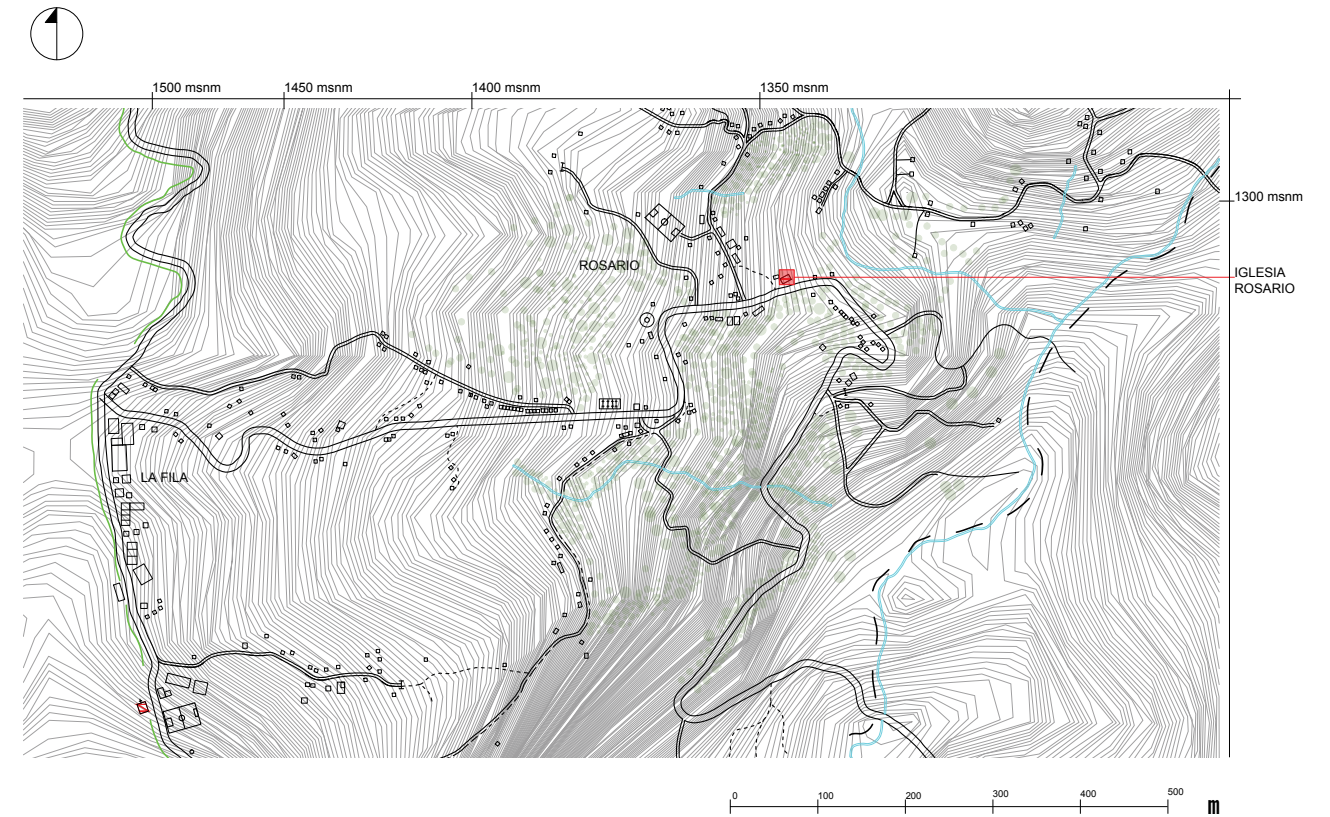 1500 msnm
1450 msnm
1400 msnm
1350 msnm
1300 msnm
ROSARIO
IGLESIA
ROSARIO
LA FILA
0
100
200
300
400
500
m